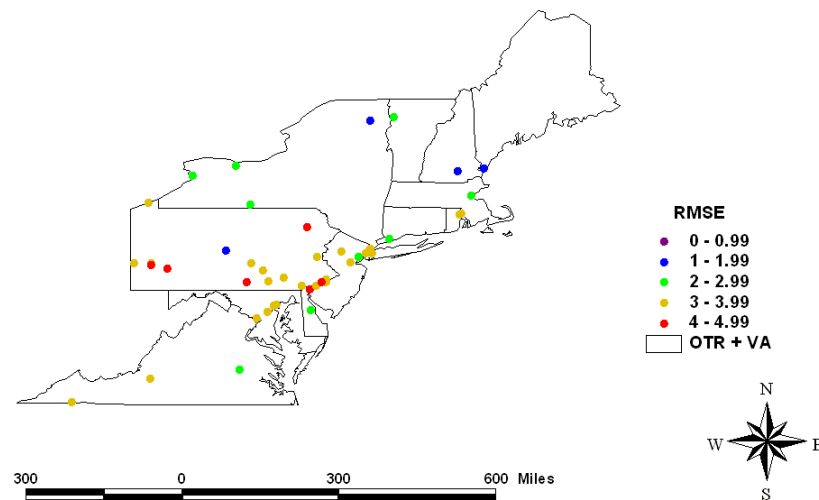 RMSE
0 - 0.99
1 - 1.99
2 - 2.99
3 - 3.99
4 - 4.99
OTR + VA
N
W E
S
300 0 300 600 Miles